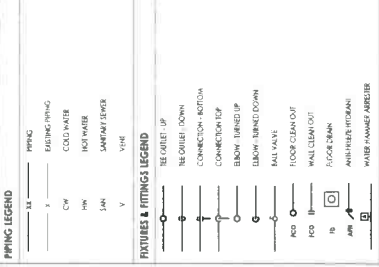 PIPING LEGEND
XX PIPING
X EXISTING PIPING
CW COLD WATER
HW HOT WATER
SAN SANITARY SEWER
V VENT
FIXTURES & FITTINGS LEGEND
TEE OUTLET - UP
TEE OUTLET - DOWN
CONNECTION - BOTTOM
CONNECTION TOP
ELBOW - TURNED UP
ELBOW - TURNED DOWN
BALL VALVE
FCO FLOOR CLEAN OUT
FCO WALL CLEAN OUT
FD FLOOR DRAIN
AFH ANTI-FREEZE HYDRANT
WATER HAMMER ARRESTER